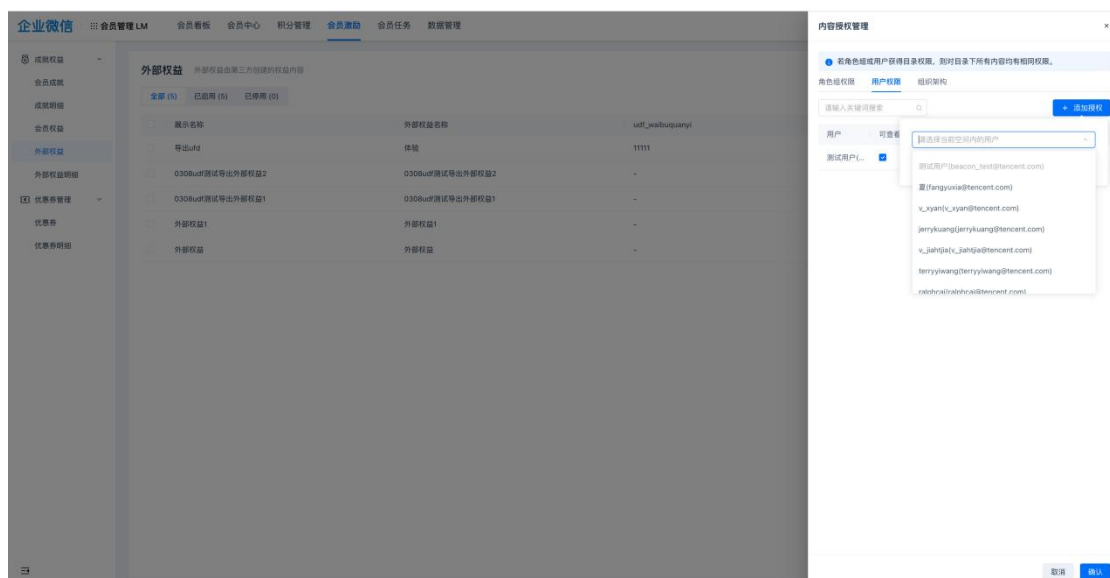 企业微信 会员管理 LM 会员看板 会员中心 积分管理 会员激励 会员任务 数据管理
成就权益
会员成就
成就明细
会员权益
外部权益
外部权益明细
优惠券管理
优惠券
优惠券明细
外部权益 外部权益由第三方创建的权益内容
全部 (5) 已启用 (5) 已停用 (0)
展示名称 外部权益名称 udf_waibuquanyi
导出ufd 体验 11111
0308udf测试导出外部权益2 0308udf测试导出外部权益2 -
0308udf测试导出外部权益1 0308udf测试导出外部权益1 -
外部权益1 外部权益1 -
外部权益 外部权益 -
内容授权管理 ×
若角色组或用户获得目录权限，则对目录下所有内容均有相同权限。
角色组权限 用户权限 组织架构
请输入关键词搜索 + 添加授权
用户 可查看
测试用户(...
请选择当前空间内的用户
测试用户(beacon_test@tencent.com)
夏(fangyuxia@tencent.com)
v_xyan(v_xyan@tencent.com)
jerrykuang(jerrykuang@tencent.com)
v_jiahtjia(v_jiahtjia@tencent.com)
terryyiwang(terryyiwang@tencent.com)
ralphcai(ralphcai@tencent.com)
取消 确认